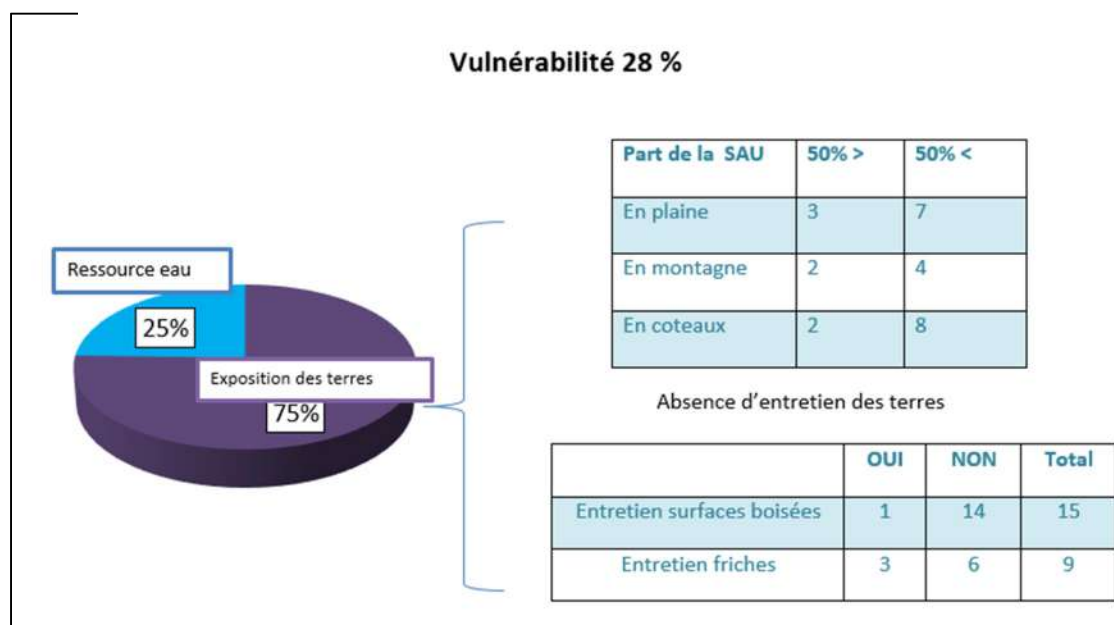 Vulnérabilité 28 %
Ressource eau
25%
Exposition des terres
75%
Part de la SAU 50% > 50% <
En plaine 3 7
En montagne 2 4
En coteaux 2 8
Absence d’entretien des terres
OUI NON Total
Entretien surfaces boisées 1 14 15
Entretien friches 3 6 9